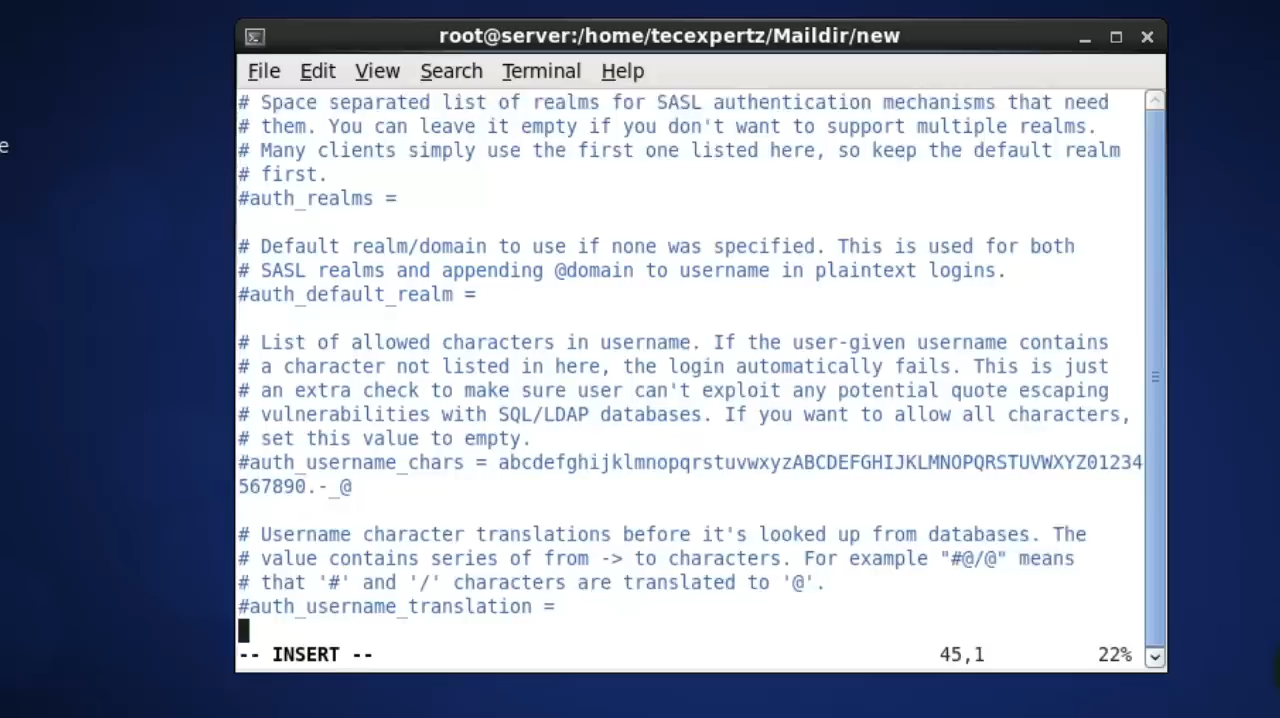 root@server:/home/tecexpertz/Maildir/new
File Edit View Search Terminal Help
# Space separated list of realms for SASL authentication mechanisms that need
# them. You can leave it empty if you don't want to support multiple realms.
# Many clients simply use the first one listed here, so keep the default realm
# first.
#auth_realms =
e
# Default realm/domain to use if none was specified. This is used for both
# SASL realms and appending @domain to username in plaintext logins.
#auth_default_realm =
# List of allowed characters in username. If the user-given username contains
# a character not listed in here, the login automatically fails. This is just
# an extra check to make sure user can't exploit any potential quote escaping
# vulnerabilities with SQL/LDAP databases. If you want to allow all characters,
# set this value to empty.
#auth_username_chars = abcdefghijklmnopqrstuvwxyzABCDEFGHIJKLMNOPQRSTUVWXYZ01234
567890.-_@
# Username character translations before it's looked up from databases. The
# value contains series of from -> to characters. For example "#@/@" means
# that '#' and '/' characters are translated to '@'.
#auth_username_translation =
-- INSERT -- 45,1 22%